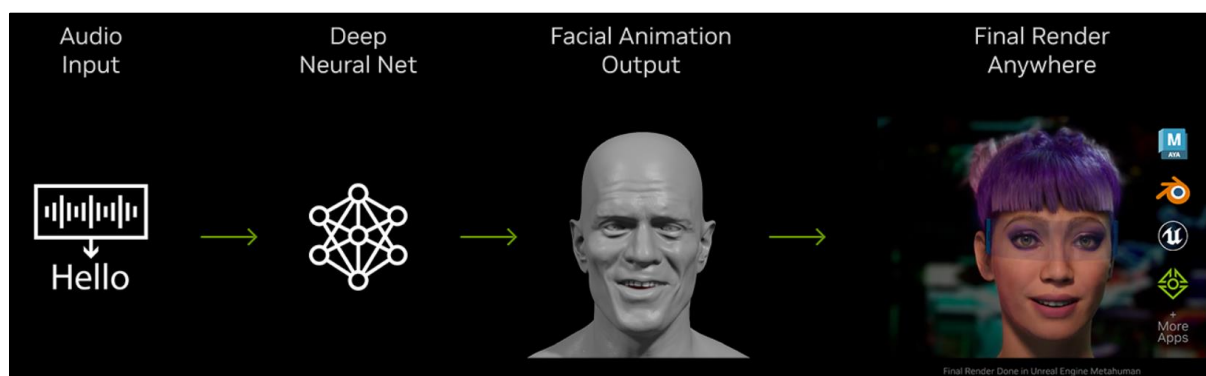 Audio
Input
Deep
Neural Net
Facial Animation
Output
Final Render
Anywhere
Hello
M
AYA
+
More
Apps
Final Render Done in Unreal Engine Metahuman